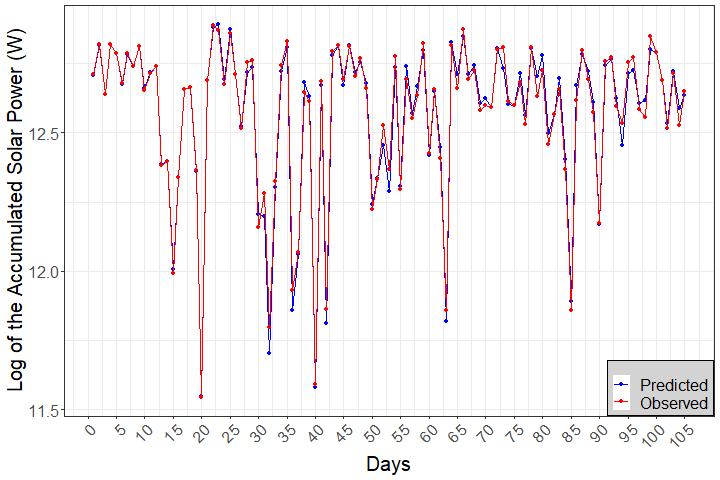 Log of the Accumulated Solar Power (W)
12.5
12.0
11.5
0 5 10 15 20 25 30 35 40 45 50 55 60 65 70 75 80 85 90 95 100 105
Days
Predicted
Observed